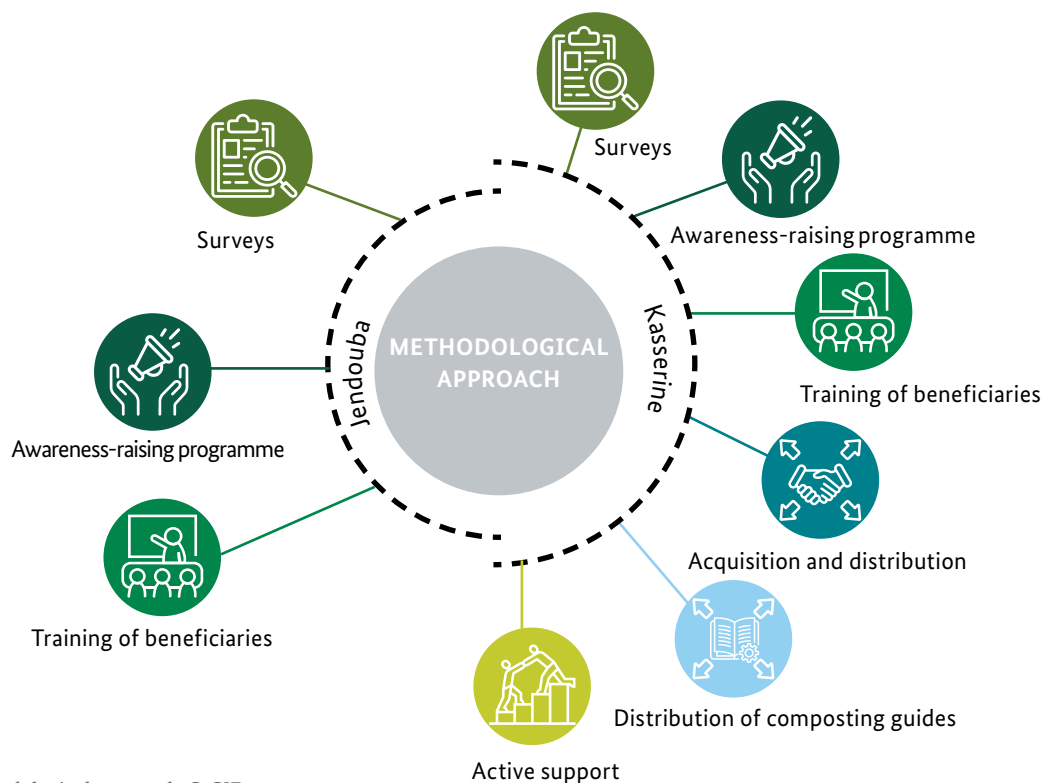 Surveys
Surveys
Awareness-raising programme
Jendouba
METHODOLOGICAL
APPROACH
Kasserine
Training of beneficiaries
Awareness-raising programme
Acquisition and distribution
Training of beneficiaries
Distribution of composting guides
Active support